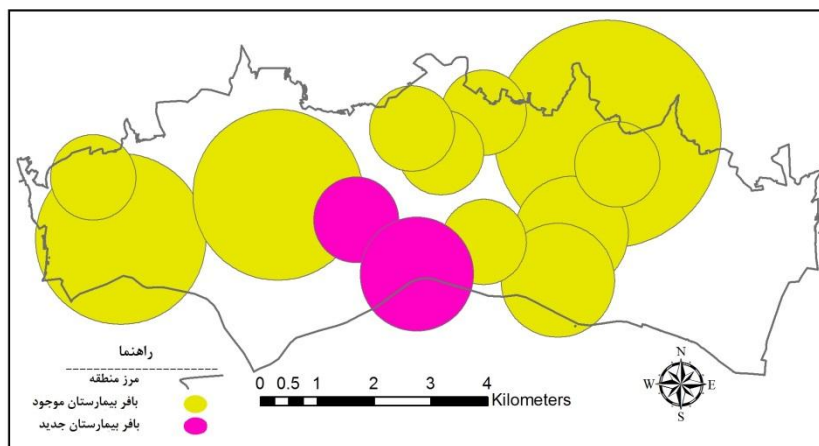 راهنما
مرز منطقه
بافر بیمارستان موجود
بافر بیمارستان جدید
0 0.5 1 2 3 4
Kilometers
N
W E
S